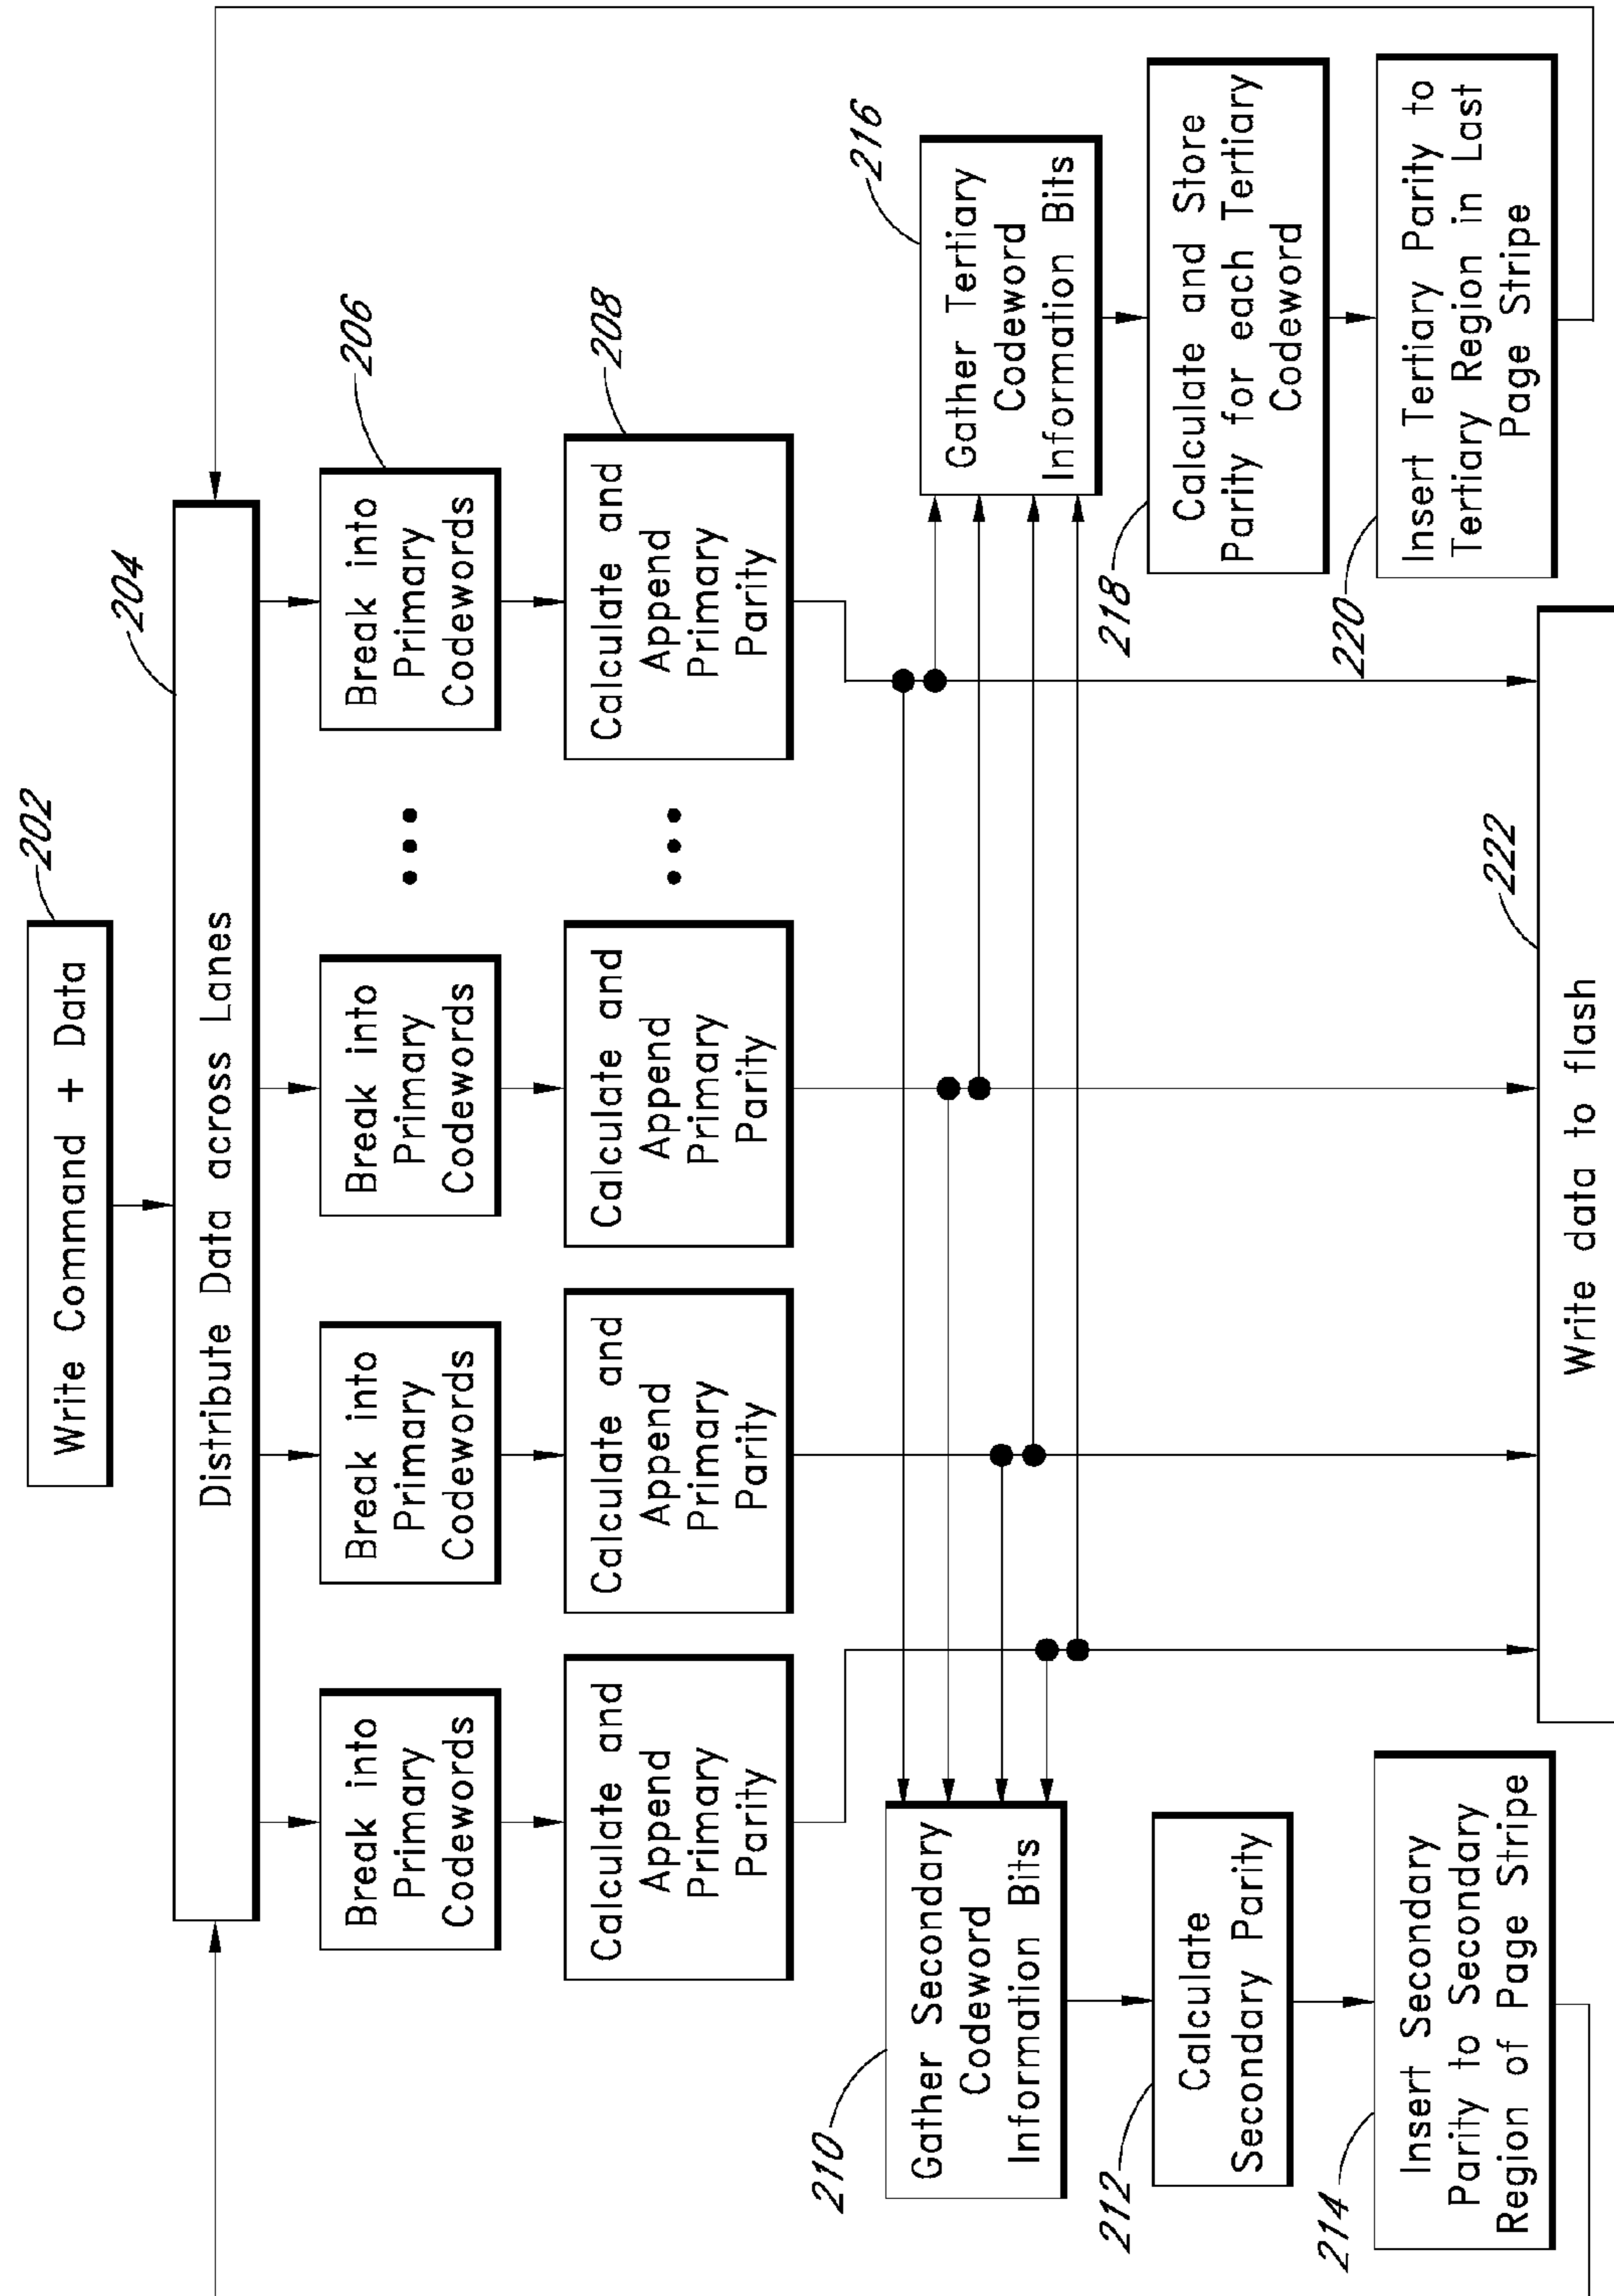 202
Write Command + Data
204
Distribute Data across Lanes
Break into
Primary
Codewords
Break into
Primary
Codewords
Break into
Primary
Codewords
Break into
Primary
Codewords
206
Calculate and
Append
Primary
Parity
Calculate and
Append
Primary
Parity
Calculate and
Append
Primary
Parity
Calculate and
Append
Primary
Parity
208
210
Gather Secondary
Codeword
Information Bits
212
Calculate
Secondary Parity
214
Insert Secondary
Parity to Secondary
Region of Page Stripe
216
Gather Tertiary
Codeword
Information Bits
218
Calculate and Store
Parity for each Tertiary
Codeword
220
Insert Tertiary Parity to
Tertiary Region in Last
Page Stripe
222
Write data to flash